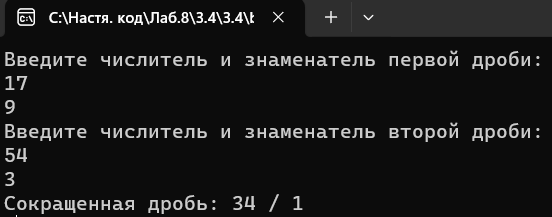 C:\Настя. код\Лаб.8\3.4\3.4\b
Введите числитель и знаменатель первой дроби:
17
9
Введите числитель и знаменатель второй дроби:
54
3
Сокращенная дробь: 34 / 1